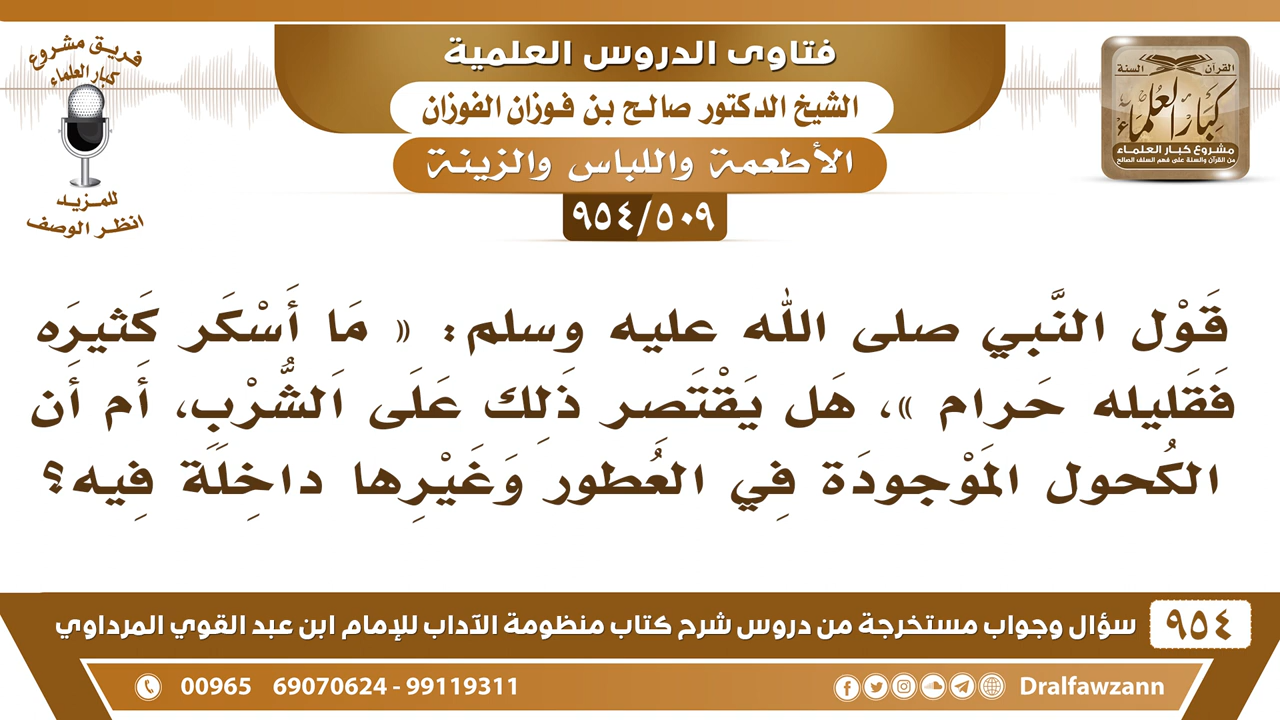 فتاوى الدروس العلمية
الشيخ الدكتور صالح بن فوزان الفوزان
الأطعمة واللباس والزينة
٩٥٤/٥٠٩
فريق مشروع
كبار العلماء
للمزيد
انظر الوصف
القرآن السنة
كبار العلماء
مشروع كبار العلماء
من القرآن والسنة على فهم السلف الصالح
قَوْل النَّبي صلى الله عليه وسلم: « مَا أَسْكَر كَثيرَه
فَقَليله حَرام »، هَل يَقْتَصر ذَلِك عَلَى الشُّرْبِ، أَم أَن
الكُحول المَوْجودَة فِي العُطور وَغَيْرِها داخِلَة فِيه؟
٩٥٤ سؤال وجواب مستخرجة من دروس شرح كتاب منظومة الآداب للإمام ابن عبد القوي المرداوي
00965 69070624 - 99119311
Dralfawzann